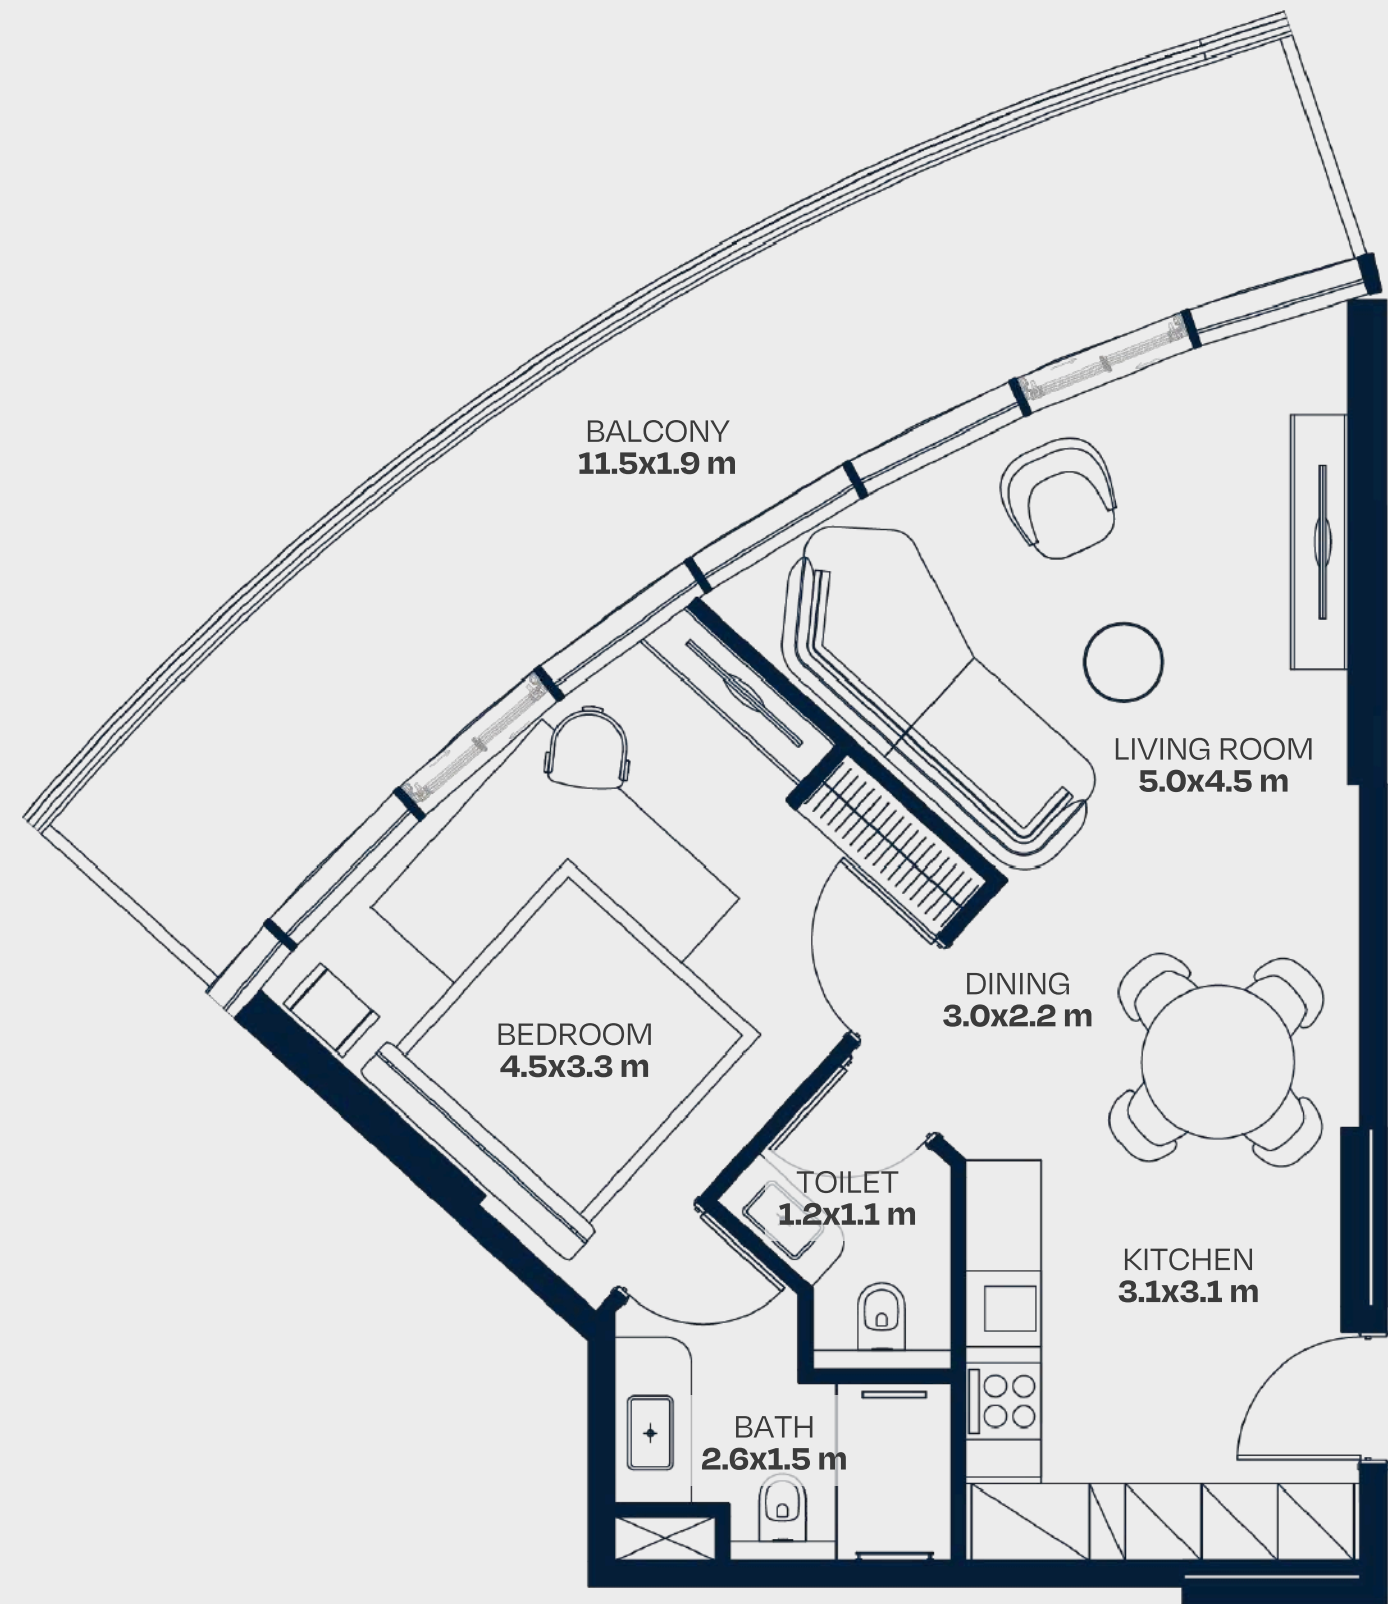 BALCONY
11.5x1.9 m
LIVING ROOM
5.0x4.5 m
DINING
3.0x2.2 m
BEDROOM
4.5x3.3 m
TOILET
1.2x1.1 m
KITCHEN
3.1x3.1 m
BATH
2.6x1.5 m